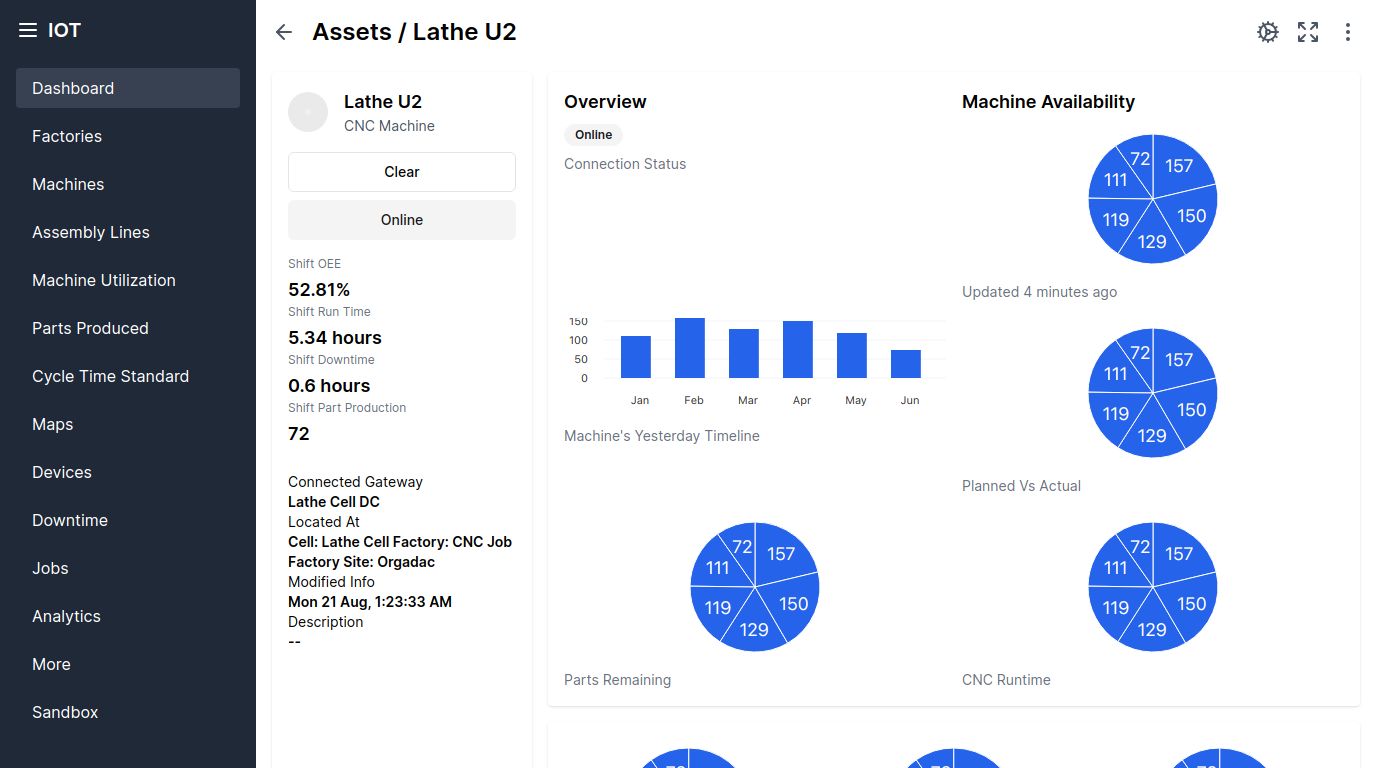 IOT
Dashboard
Factories
Machines
Assembly Lines
Machine Utilization
Parts Produced
Cycle Time Standard
Maps
Devices
Downtime
Jobs
Analytics
More
Sandbox
Assets / Lathe U2
Lathe U2
CNC Machine
Clear
Online
Shift OEE
52.81%
Shift Run Time
5.34 hours
Shift Downtime
0.6 hours
Shift Part Production
72
Connected Gateway
Lathe Cell DC
Located At
Cell: Lathe Cell Factory: CNC Job
Factory Site: Orgadac
Modified Info
Mon 21 Aug, 1:23:33 AM
Description
--
Overview
Online
Connection Status
150
100
50
0
Jan Feb Mar Apr May Jun
Machine's Yesterday Timeline
72 157
111
150
119
129
Parts Remaining
Machine Availability
72 157
111
150
119
129
Updated 4 minutes ago
72 157
111
150
119
129
Planned Vs Actual
72 157
111
150
119
129
CNC Runtime